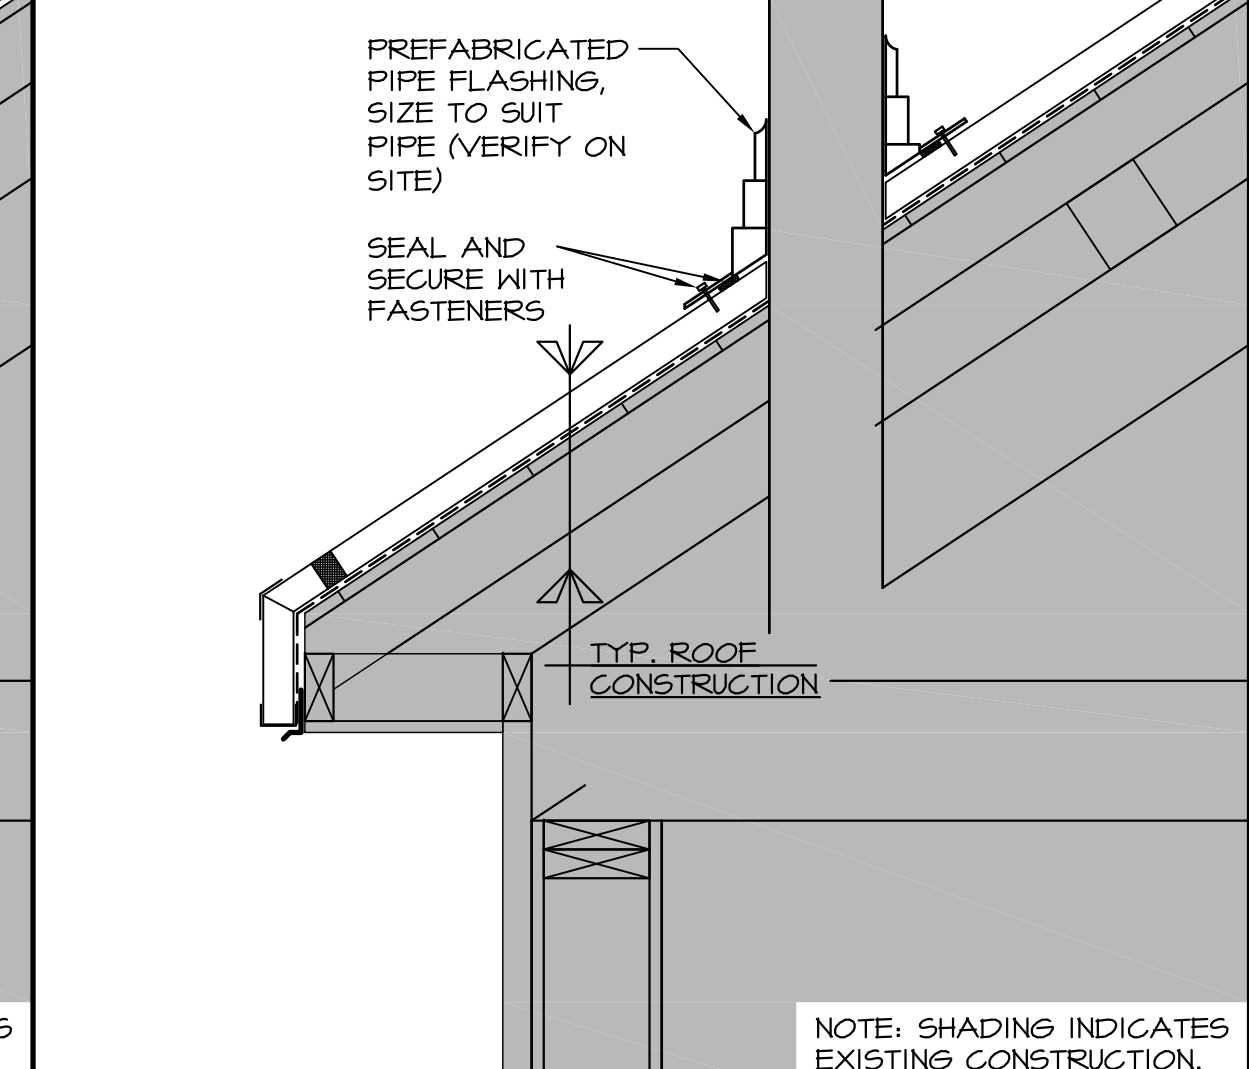 PREFABRICATED
PIPE FLASHING,
SIZE TO SUIT
PIPE (VERIFY ON
SITE)
SEAL AND
SECURE WITH
FASTENERS
TYP. ROOF
CONSTRUCTION
S
NOTE: SHADING INDICATES
EXISTING CONSTRUCTION.